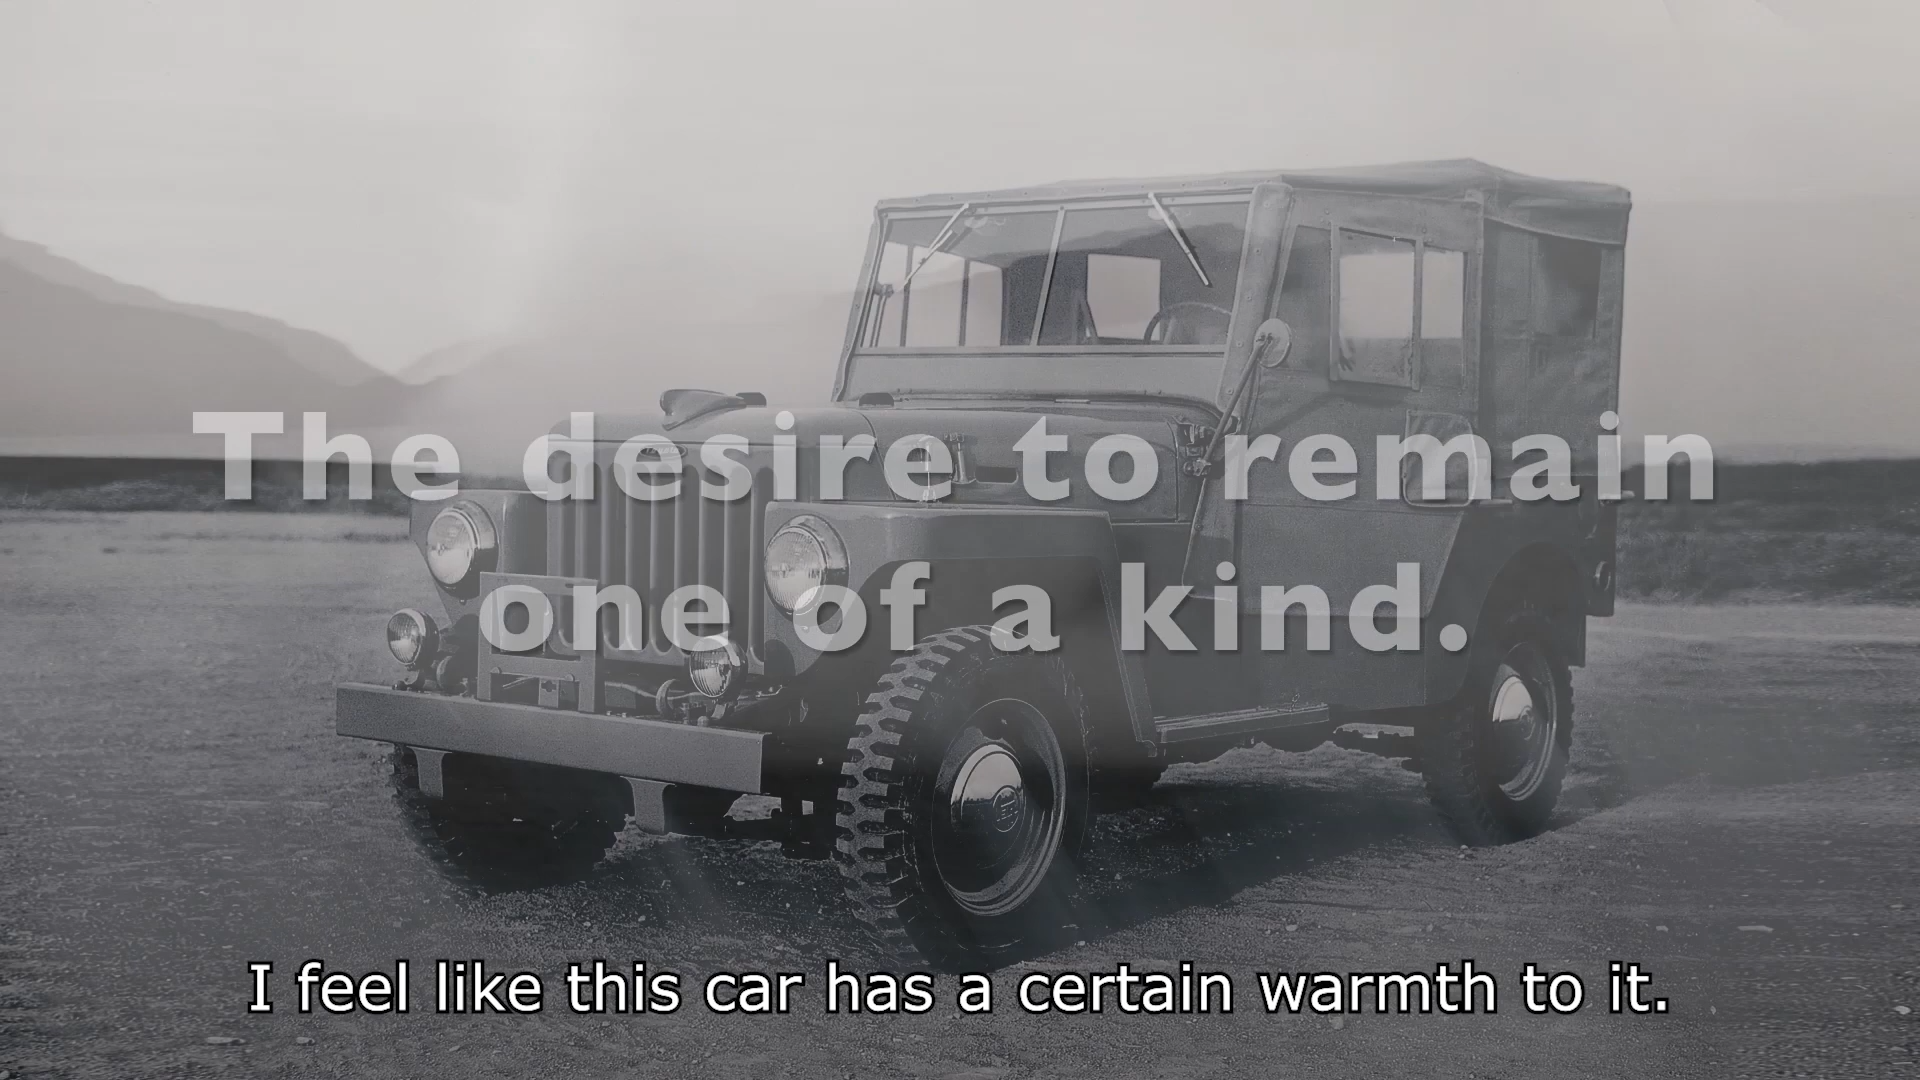 The desire to remain
one of a kind.
I feel like this car has a certain warmth to it.